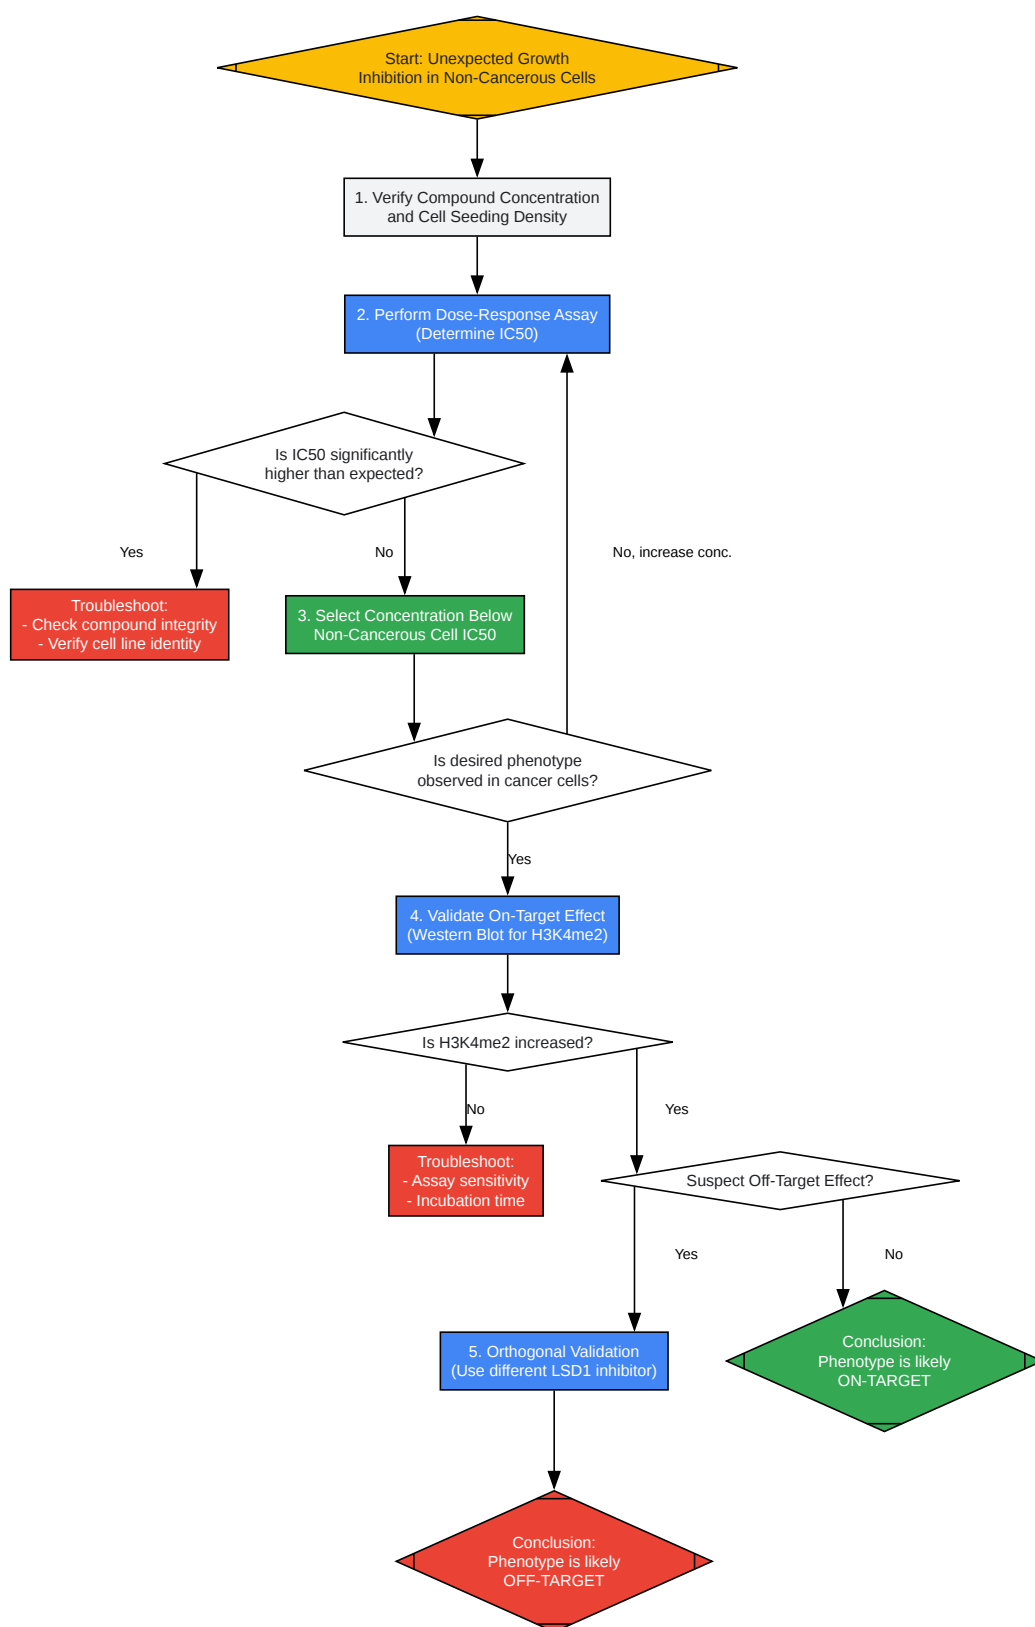 Start: Unexpected Growth
Inhibition in Non-Cancerous Cells
1. Verify Compound Concentration
and Cell Seeding Density
2. Perform Dose-Response Assay
(Determine IC50)
Is IC50 significantly
higher than expected?
Yes
No
No, increase conc.
Troubleshoot:
- Check compound integrity
- Verify cell line identity
3. Select Concentration Below
Non-Cancerous Cell IC50
Is desired phenotype
observed in cancer cells?
Yes
4. Validate On-Target Effect
(Western Blot for H3K4me2)
Is H3K4me2 increased?
No
Yes
Troubleshoot:
- Assay sensitivity
- Incubation time
Suspect Off-Target Effect?
Yes
No
5. Orthogonal Validation
(Use different LSD1 inhibitor)
Conclusion:
Phenotype is likely
ON-TARGET
Conclusion:
Phenotype is likely
OFF-TARGET